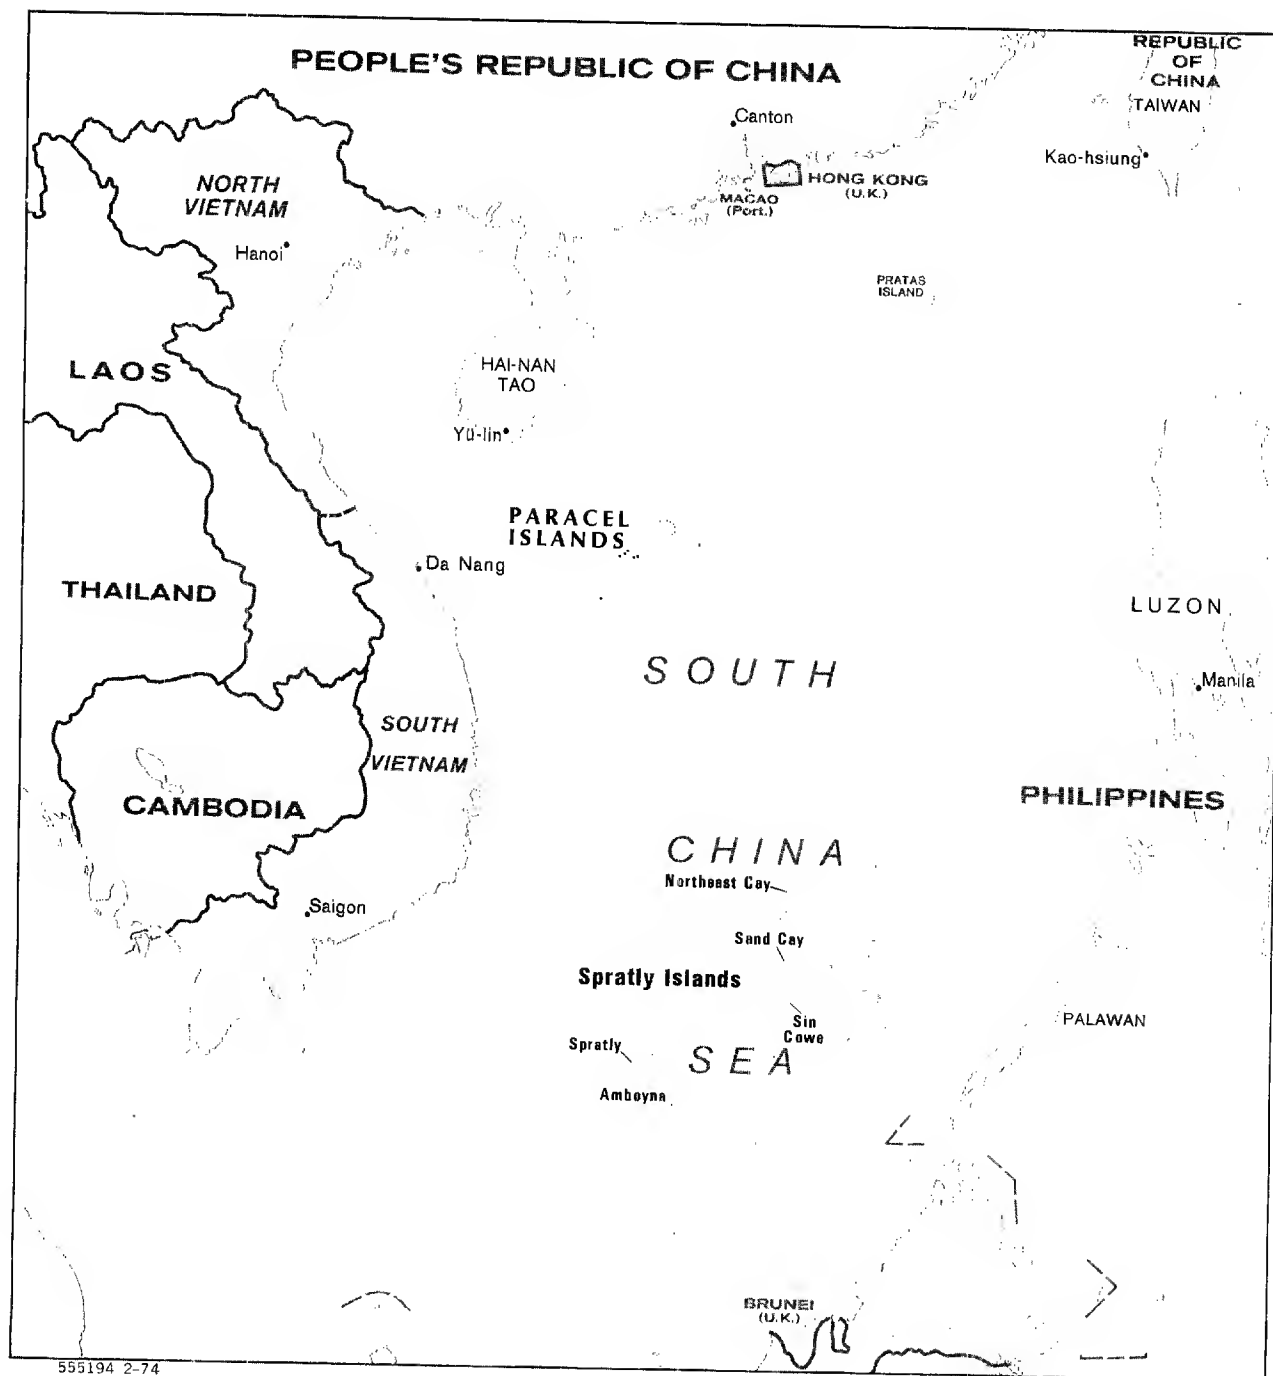 PEOPLE'S REPUBLIC OF CHINA
REPUBLIC
OF
CHINA
TAIWAN
Canton
Kao-hsiung
HONG KONG
(U.K.)
MACAO
(Port.)
NORTH
VIETNAM
Hanoi
PRATAS
ISLAND
LAOS
HAI-NAN
TAO
Yü-lin
PARACEL
ISLANDS
Da Nang
THAILAND
LUZON
SOUTH
Manila
SOUTH
VIETNAM
CAMBODIA
PHILIPPINES
CHINA
Northeast Cay
Saigon
Sand Cay
Spratly Islands
Sin
Cowe
PALAWAN
Spratly
SEA
Amboyna
BRUNEI
(U.K.)
555194 2-74